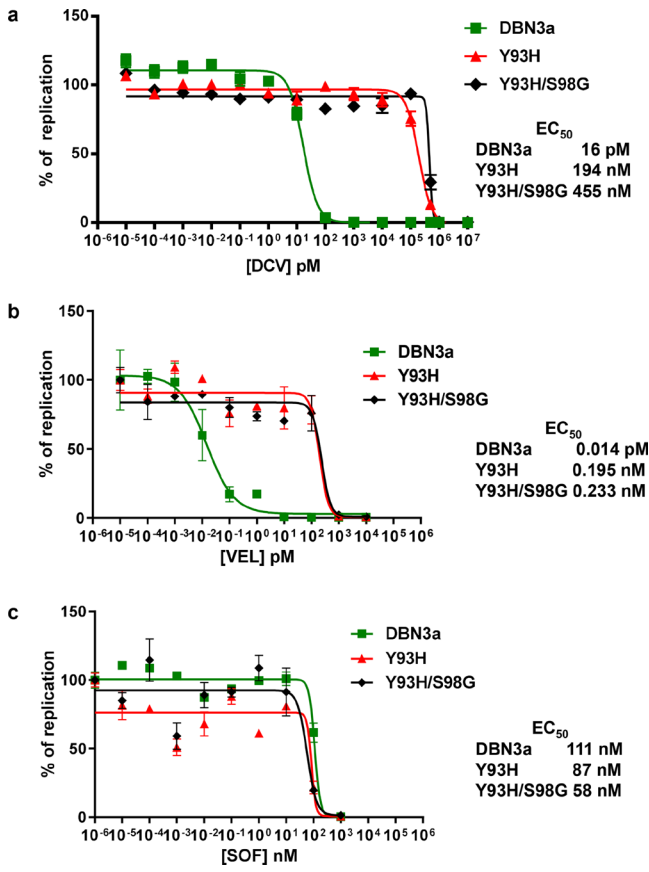 a
150
100
50
0
% of replication
10-6 10-5 10-4 10-3 10-2 10-1 100 101 102 103 104 105 106 107
[DCV] pM
DBN3a
Y93H
Y93H/S98G
EC50
DBN3a 16 pM
Y93H 194 nM
Y93H/S98G 455 nM
b
150
100
50
0
% of replication
10-6 10-5 10-4 10-3 10-2 10-1 100 101 102 103 104 105 106
[VEL] pM
DBN3a
Y93H
Y93H/S98G
EC50
DBN3a 0.014 pM
Y93H 0.195 nM
Y93H/S98G 0.233 nM
c
150
100
50
0
% of replication
10-6 10-5 10-4 10-3 10-2 10-1 100 101 102 103 104 105 106
[SOF] nM
DBN3a
Y93H
Y93H/S98G
EC50
DBN3a 111 nM
Y93H 87 nM
Y93H/S98G 58 nM